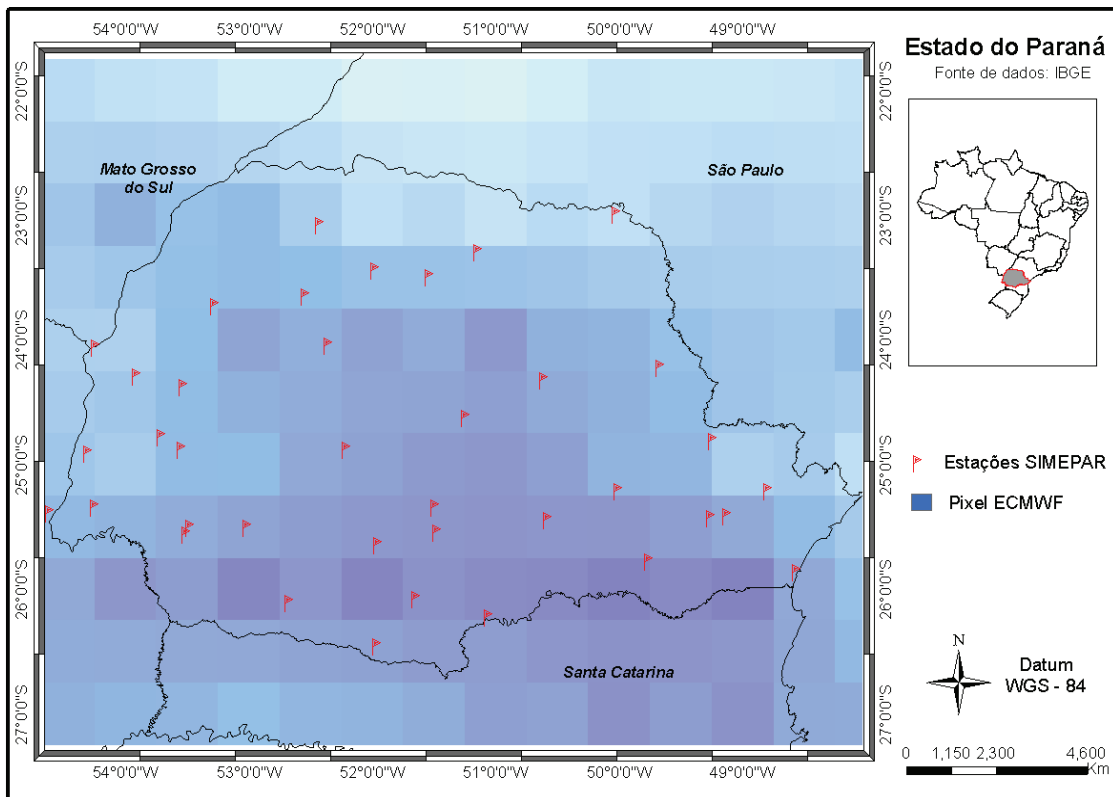 54°0'0"W 53°0'0"W 52°0'0"W 51°0'0"W 50°0'0"W 49°0'0"W
22°0'0"S
23°0'0"S
24°0'0"S
25°0'0"S
26°0'0"S
27°0'0"S
Mato Grosso
do Sul
São Paulo
Santa Catarina
22°0'0"S
23°0'0"S
24°0'0"S
25°0'0"S
26°0'0"S
27°0'0"S
54°0'0"W 53°0'0"W 52°0'0"W 51°0'0"W 50°0'0"W 49°0'0"W
Estado do Paraná
Fonte de dados: IBGE
Estações SIMEPAR
Pixel ECMWF
N
Datum
WGS - 84
0 1,150 2,300 4,600
Km